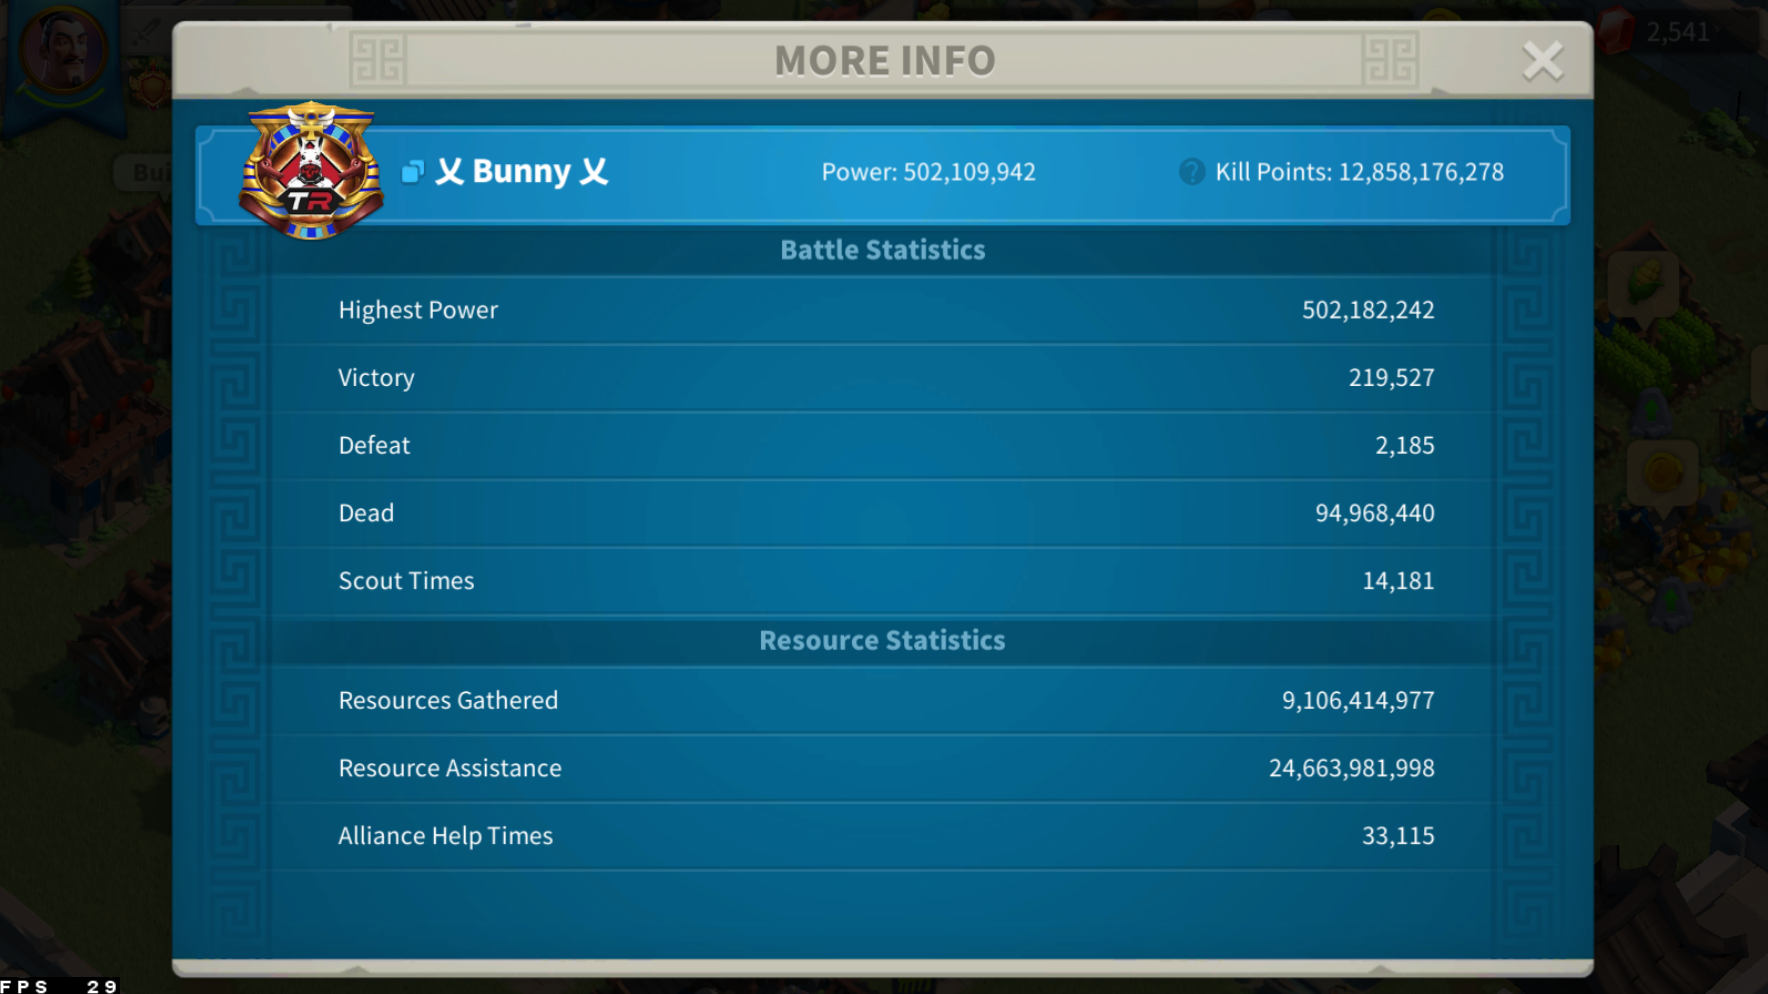 MORE INFO
2,541
Bui
TR
乂 Bunny 乂
Power: 502,109,942
? Kill Points: 12,858,176,278
Battle Statistics
Highest Power 502,182,242
Victory 219,527
Defeat 2,185
Dead 94,968,440
Scout Times 14,181
Resource Statistics
Resources Gathered 9,106,414,977
Resource Assistance 24,663,981,998
Alliance Help Times 33,115
FPS 29